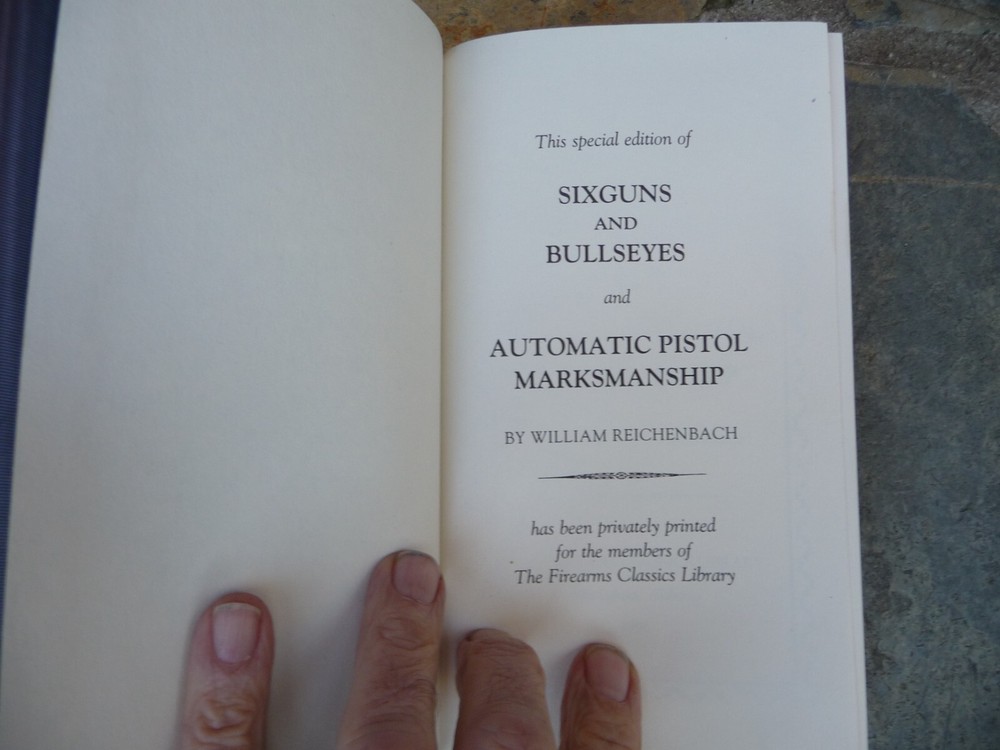 This special edition of
SIXGUNS
AND
BULLSEYES
and
AUTOMATIC PISTOL
MARKSMANSHIP
BY WILLIAM REICHENBACH
has been privately printed
for the members of
The Firearms Classics Library